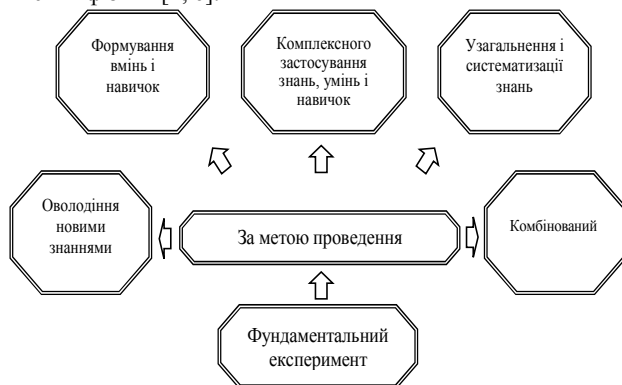 Формування
вмінь і
навичок
Комплексного
застосування
знань, умінь і
навичок
Узагальнення і
систематизації
знань
Оволодіння
новими
знаннями
За метою проведення
Комбінований
Фундаментальний
експеримент